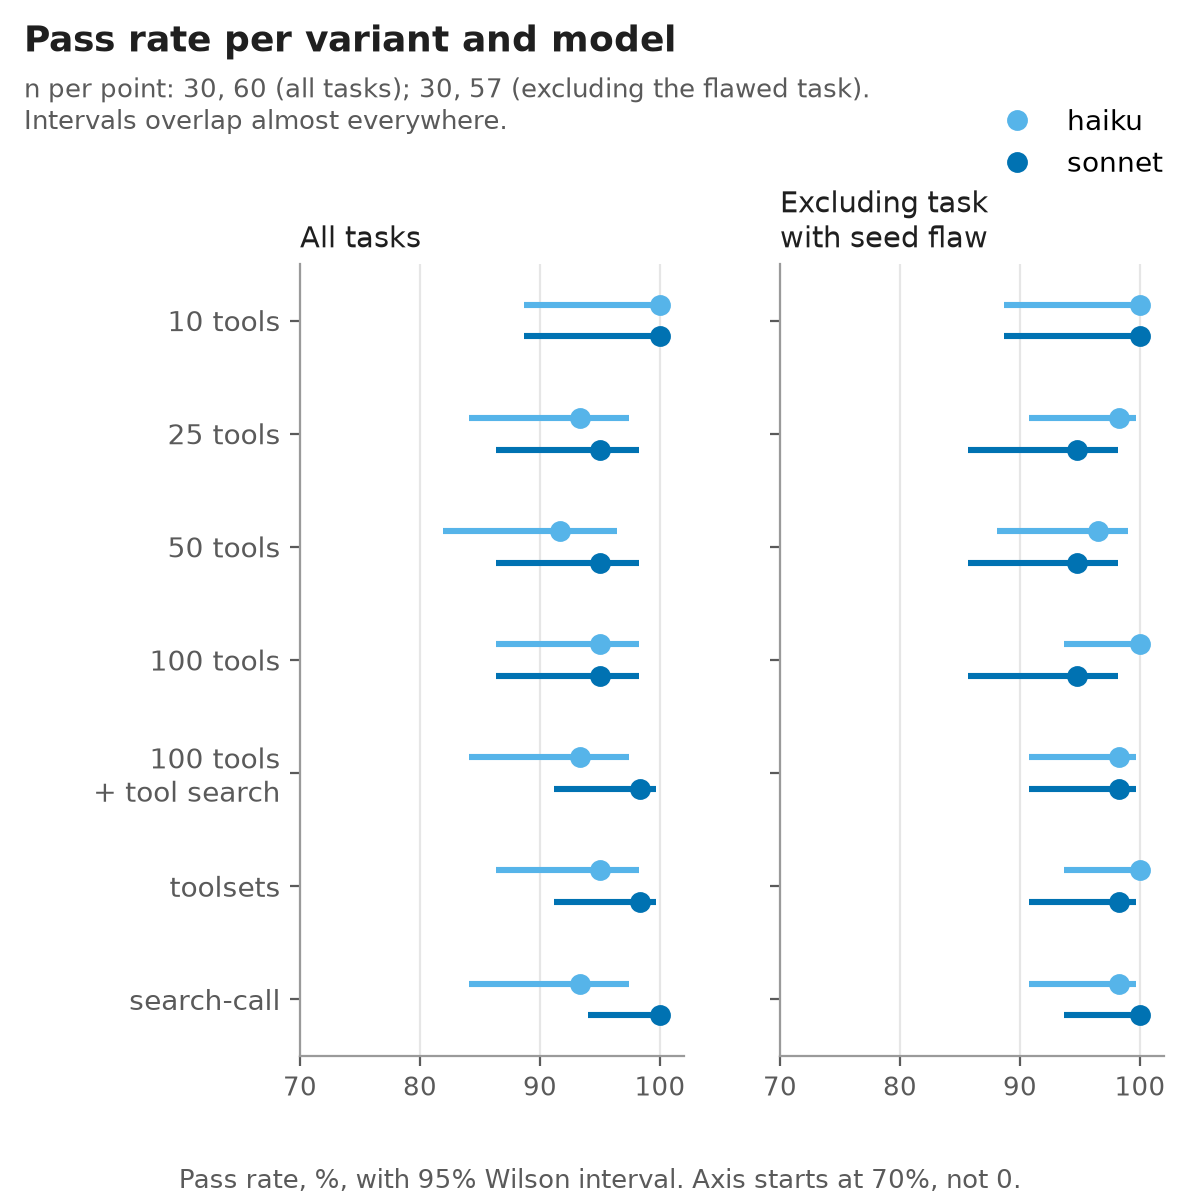 Pass rate per variant and model
n per point: 30, 60 (all tasks); 30, 57 (excluding the flawed task).
Intervals overlap almost everywhere.
haiku
sonnet
All tasks
Excluding task
with seed flaw
10 tools
25 tools
50 tools
100 tools
100 tools
+ tool search
toolsets
search-call
70 80 90 100
70 80 90 100
Pass rate, %, with 95% Wilson interval. Axis starts at 70%, not 0.